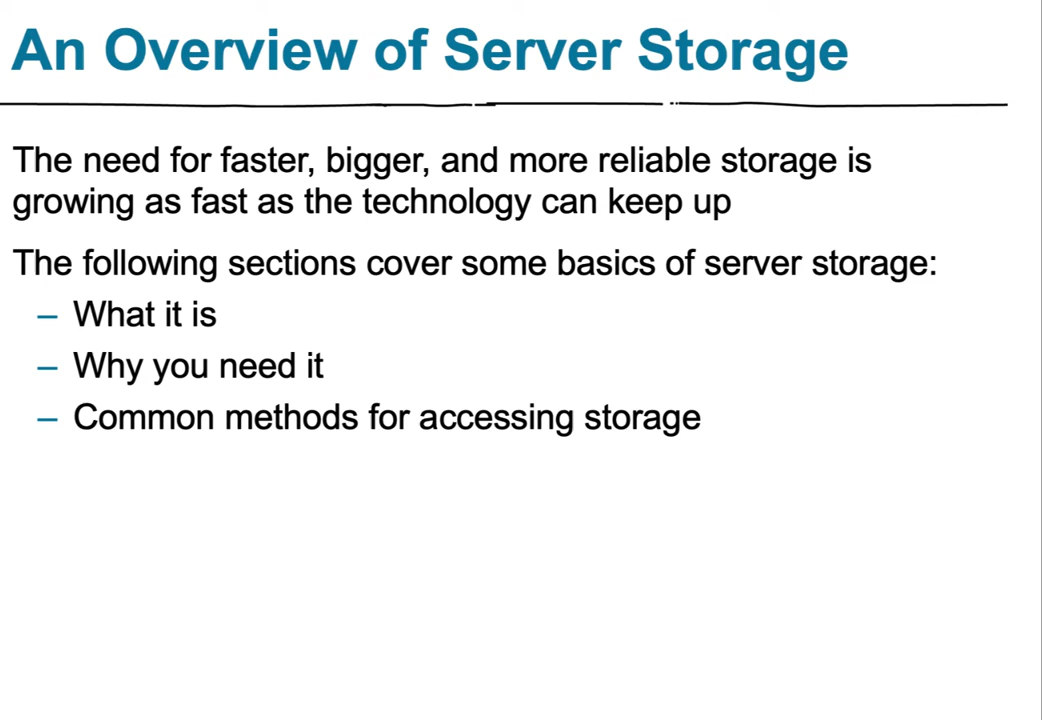 An Overview of Server Storage
The need for faster, bigger, and more reliable storage is
growing as fast as the technology can keep up
The following sections cover some basics of server storage:
– What it is
– Why you need it
– Common methods for accessing storage